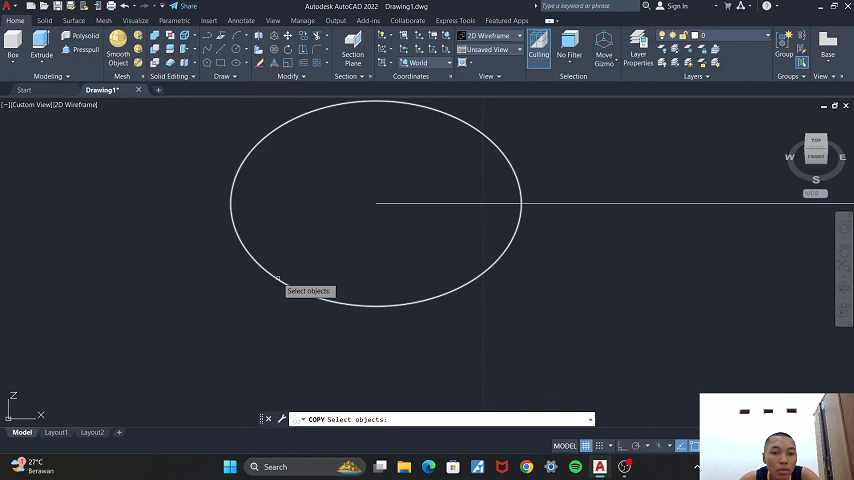 Share
Autodesk AutoCAD 2022 Drawing1.dwg
Type a keyword or phrase
Sign In
Home Solid Surface Mesh Visualize Parametric Insert Annotate View Manage Output Add-ins Collaborate Express Tools Featured Apps
Box
Extrude
Polysolid
Presspull
Smooth
Object
Section
Plane
World
2D Wireframe
Unsaved View
Culling
No Filter
Move
Gizmo
Layer
Properties
0
Group
Base
Modeling
Mesh
Solid Editing
Draw
Modify
Section
Coordinates
View
Selection
Layers
Groups
View
Start
Drawing1*
[−][Custom View][2D Wireframe]
TOP
W
FRONT
E
S
WCS
Select objects:
Z
X
COPY Select objects:
Model Layout1 Layout2
MODEL
27°C
Berawan
Search